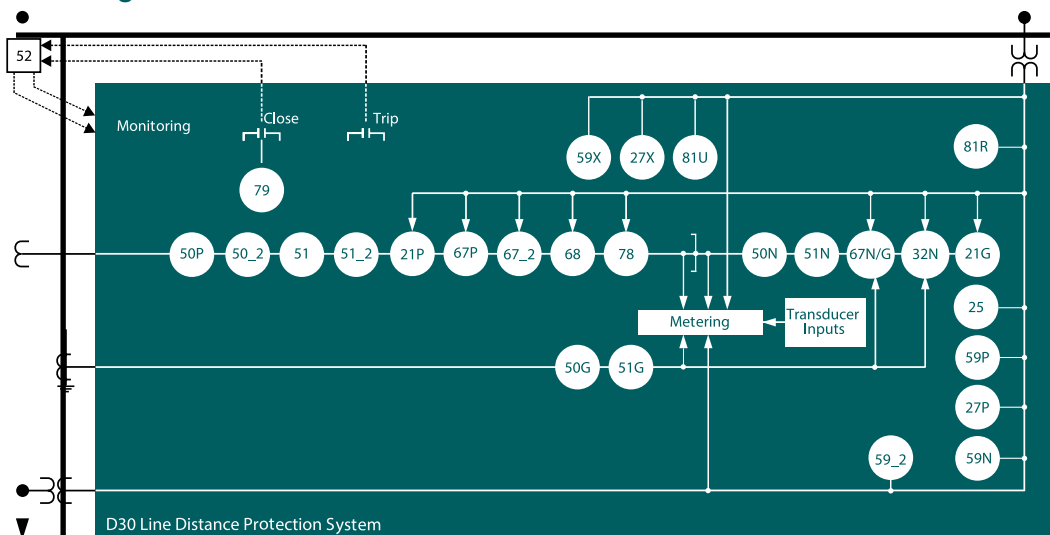 52
Monitoring
Close
Trip
59X
27X
81U
81R
79
50P
50_2
51
51_2
21P
67P
67_2
68
78
50N
51N
67N/G
32N
21G
Metering
Transducer
Inputs
25
50G
51G
59P
27P
59_2
59N
D30 Line Distance Protection System